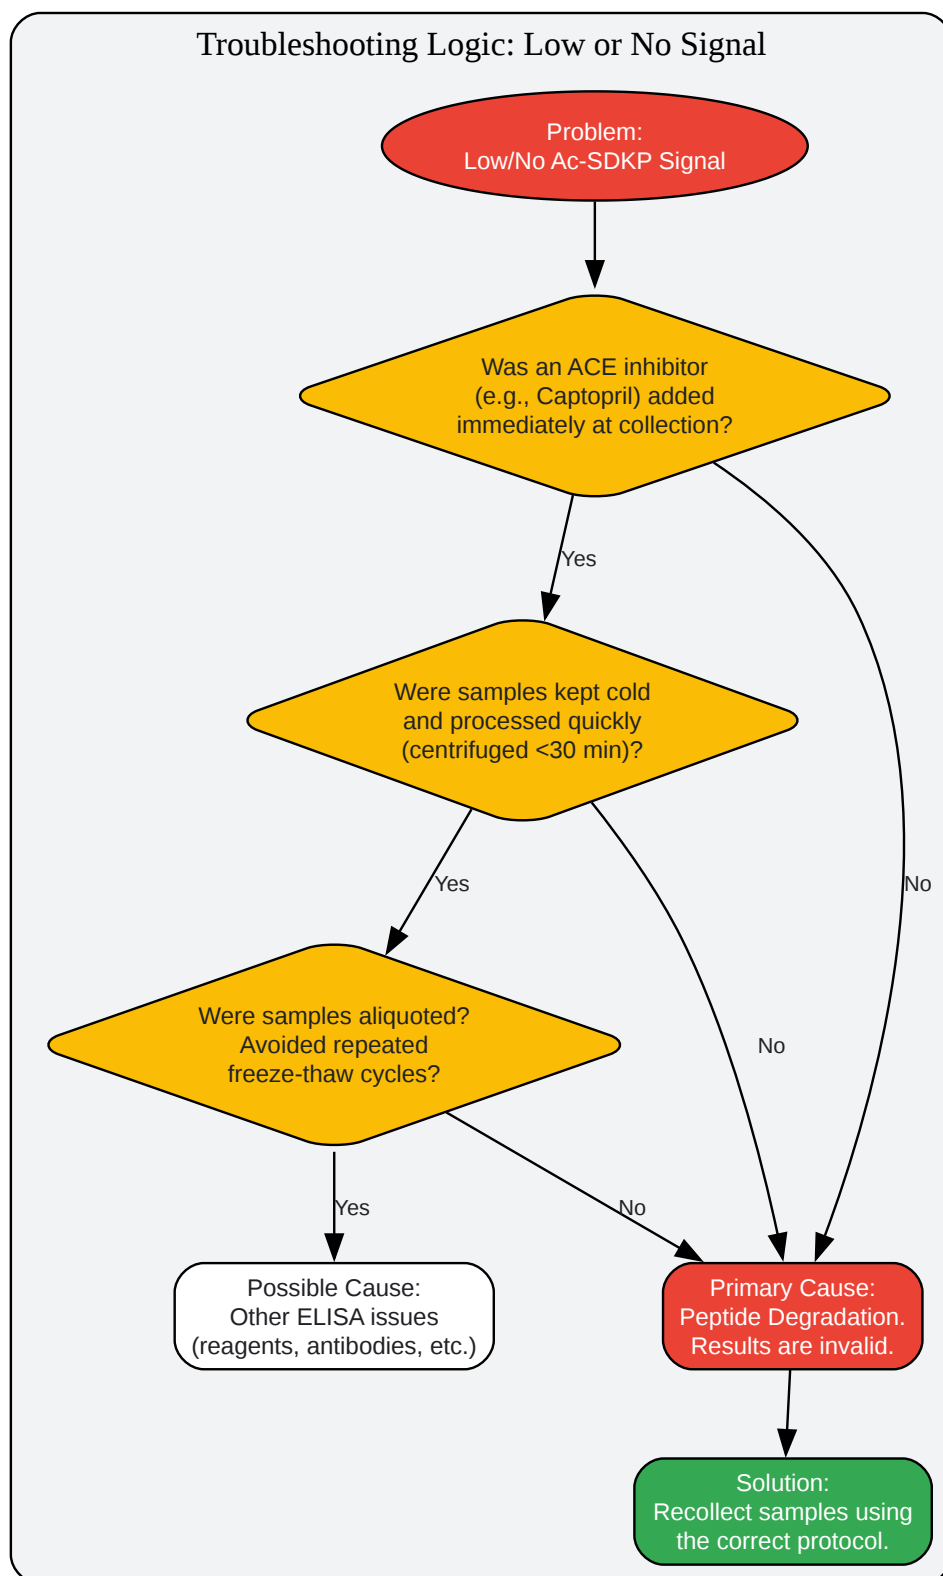 Troubleshooting Logic: Low or No Signal
Problem:
Low/No Ac-SDKP Signal
Was an ACE inhibitor
(e.g., Captopril) added
immediately at collection?
Yes
Were samples kept cold
and processed quickly
(centrifuged <30 min)?
Yes
No
Were samples aliquoted?
Avoided repeated
freeze-thaw cycles?
No
Yes
No
Possible Cause:
Other ELISA issues
(reagents, antibodies, etc.)
Primary Cause:
Peptide Degradation.
Results are invalid.
Solution:
Recollect samples using
the correct protocol.